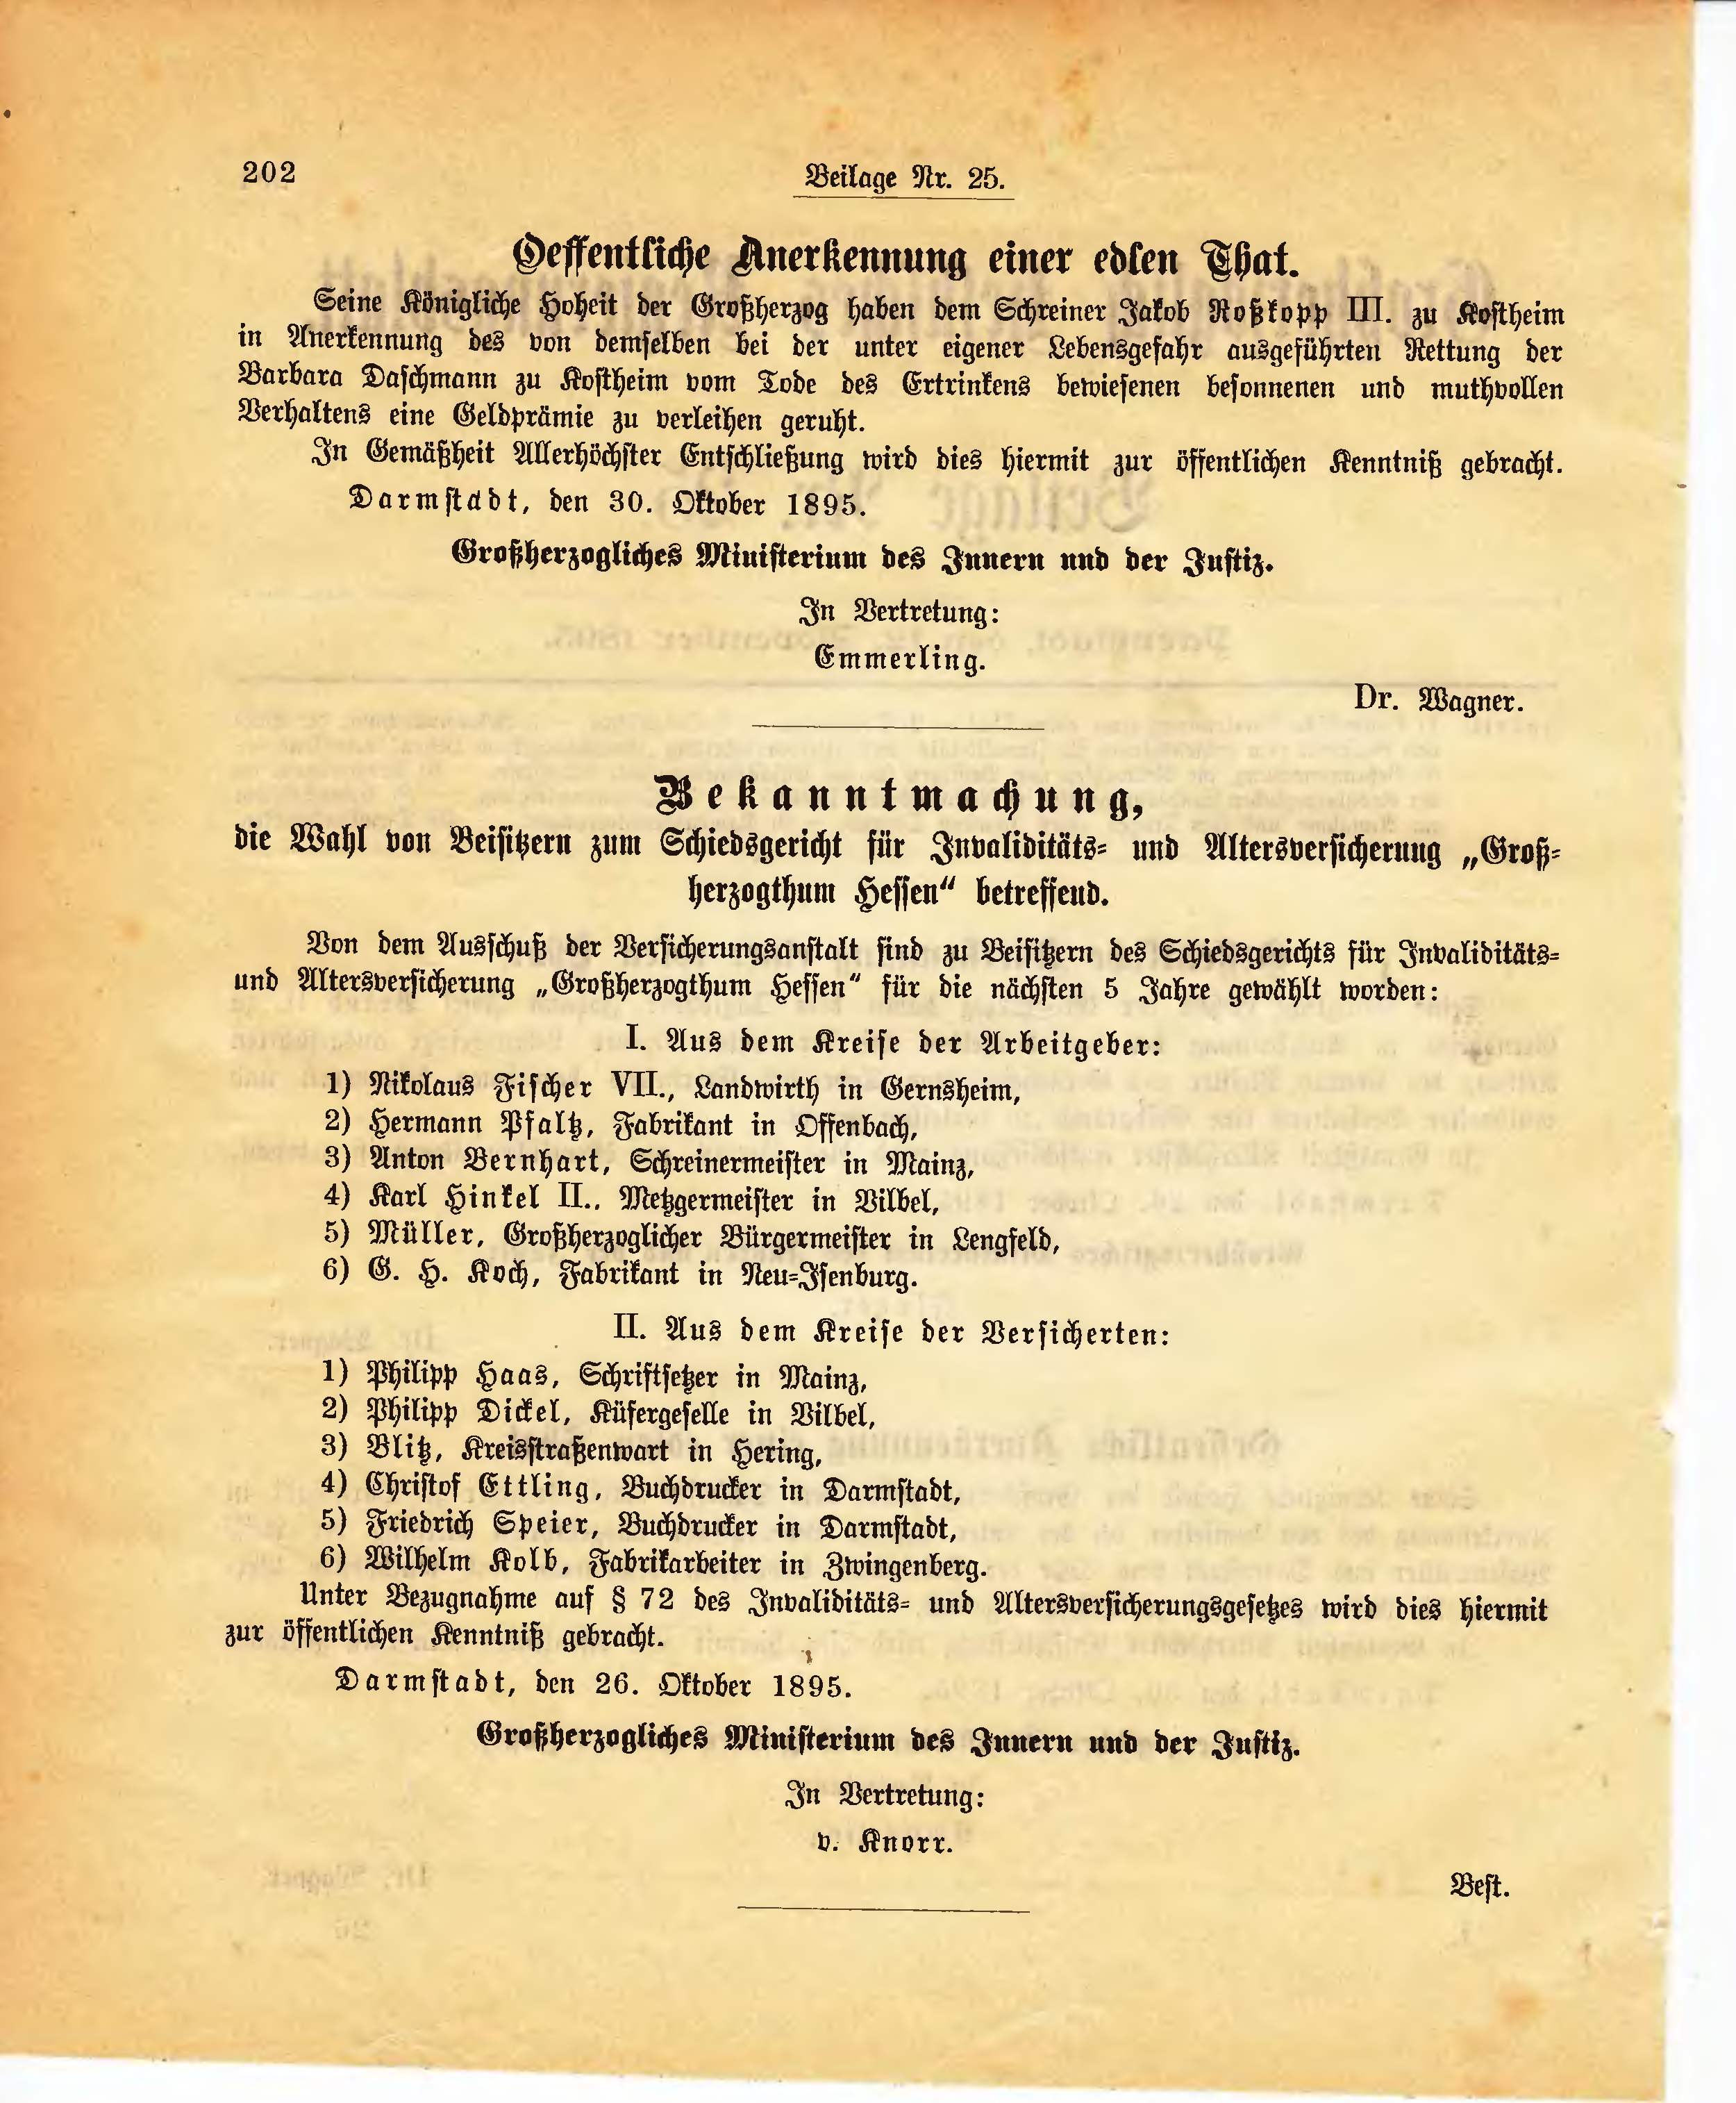 202
Beilage Nr. 25.
Oeffentliche Anerkennung einer edlen That.
Seine Königliche Hoheit der Großherzog haben dem Schreiner Jakob Roßkopp III. zu Kostheim
in Anerkennung des von demselben bei der unter eigener Lebensgefahr ausgeführten Rettung der
Barbara Daschmann zu Kostheim vom Tode des Ertrinkens bewiesenen besonnenen und muthvollen
Verhaltens eine Geldprämie zu verleihen geruht.
In Gemäßheit Allerhöchster Entschließung wird dies hiermit zur öffentlichen Kenntniß gebracht.
Darmstadt, den 30. Oktober 1895.
Großherzogliches Ministerium des Innern und der Justiz.
In Vertretung:
Emmerling.
Dr. Wagner.
Bekanntmachung,
die Wahl von Beisitzern zum Schiedsgericht für Invaliditäts- und Altersversicherung „Groß-
herzogthum Hessen“ betreffend.
Von dem Ausschuß der Versicherungsanstalt sind zu Beisitzern des Schiedsgerichts für Invaliditäts-
und Altersversicherung „Großherzogthum Hessen“ für die nächsten 5 Jahre gewählt worden:
I. Aus dem Kreise der Arbeitgeber:
1) Nikolaus Fischer VII., Landwirth in Gernsheim,
2) Hermann Pfaltz, Fabrikant in Offenbach,
3) Anton Bernhart, Schreinermeister in Mainz,
4) Karl Hinkel II., Metzgermeister in Vilbel,
5) Müller, Großherzoglicher Bürgermeister in Lengfeld,
6) G. H. Koch, Fabrikant in Neu-Isenburg.
II. Aus dem Kreise der Versicherten:
1) Philipp Haas, Schriftsetzer in Mainz,
2) Philipp Dickel, Küfergeselle in Vilbel,
3) Blitz, Kreisstraßenwart in Hering,
4) Christof Ettling, Buchdrucker in Darmstadt,
5) Friedrich Speier, Buchdrucker in Darmstadt,
6) Wilhelm Kolb, Fabrikarbeiter in Zwingenberg.
Unter Bezugnahme auf § 72 des Invaliditäts- und Altersversicherungsgesetzes wird dies hiermit
zur öffentlichen Kenntniß gebracht.
Darmstadt, den 26. Oktober 1895.
Großherzogliches Ministerium des Innern und der Justiz.
In Vertretung:
v. Knorr.
Best.